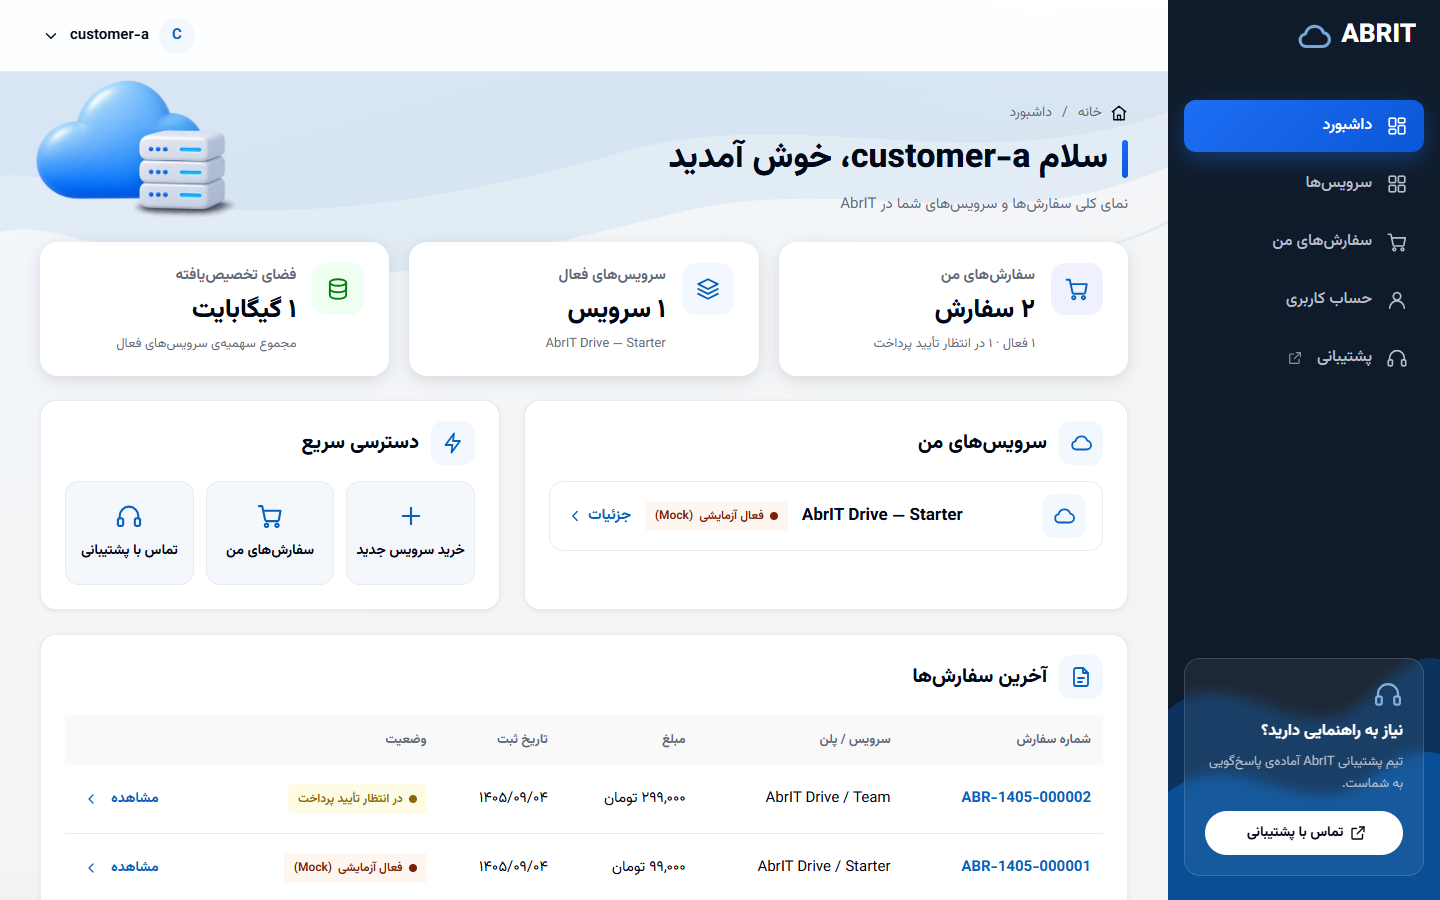 ABRIT
داشبورد
سرویس‌ها
سفارش‌های من
حساب کاربری
پشتیبانی
نیاز به راهنمایی دارید؟
تیم پشتیبانی AbrIT آماده‌ی پاسخ‌گویی
به شماست.
تماس با پشتیبانی
C customer-a
خانه / داشبورد
سلام customer-a، خوش آمدید
نمای کلی سفارش‌ها و سرویس‌های شما در AbrIT
سفارش‌های من
۲ سفارش
۱ فعال · ۱ در انتظار تأیید پرداخت
سرویس‌های فعال
۱ سرویس
AbrIT Drive — Starter
فضای تخصیص‌یافته
۱ گیگابایت
مجموع سهمیه‌ی سرویس‌های فعال
سرویس‌های من
AbrIT Drive — Starter فعال آزمایشی (Mock) جزئیات
دسترسی سریع
خرید سرویس جدید
سفارش‌های من
تماس با پشتیبانی
آخرین سفارش‌ها
شماره سفارش سرویس / پلن مبلغ تاریخ ثبت وضعیت
ABR-1405-000002 AbrIT Drive / Team ۲۹۹,۰۰۰ تومان ۱۴۰۵/۰۹/۰۴ در انتظار تأیید پرداخت مشاهده
ABR-1405-000001 AbrIT Drive / Starter ۹۹,۰۰۰ تومان ۱۴۰۵/۰۹/۰۴ فعال آزمایشی (Mock) مشاهده